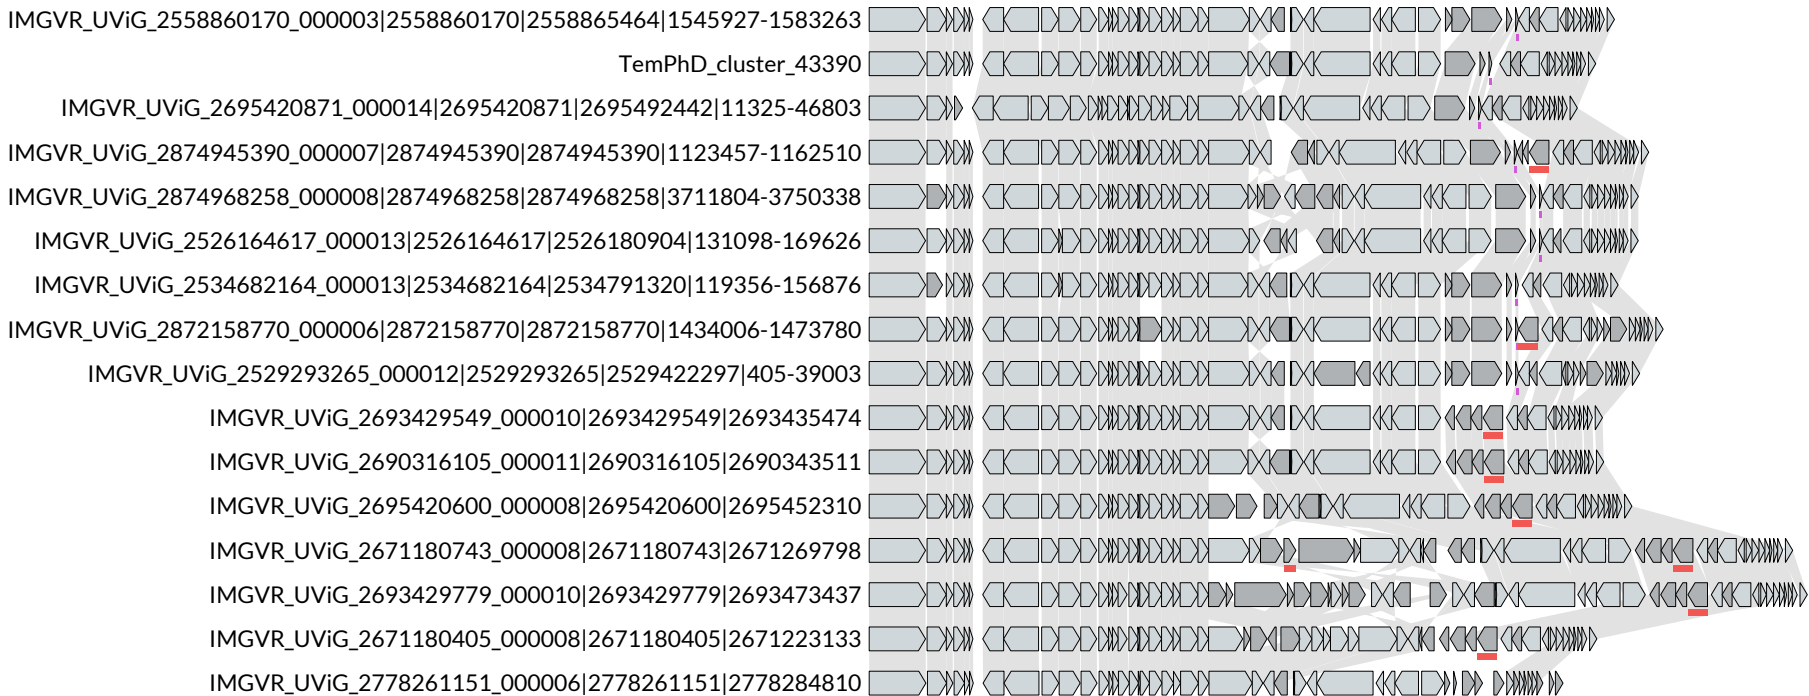 IMGVR_UViG_2558860170_000003|2558860170|2558865464|1545927-1583263
TemPhD_cluster_43390
IMGVR_UViG_2695420871_000014|2695420871|2695492442|11325-46803
IMGVR_UViG_2874945390_000007|2874945390|2874945390|1123457-1162510
IMGVR_UViG_2874968258_000008|2874968258|2874968258|3711804-3750338
IMGVR_UViG_2526164617_000013|2526164617|2526180904|131098-169626
IMGVR_UViG_2534682164_000013|2534682164|2534791320|119356-156876
IMGVR_UViG_2872158770_000006|2872158770|2872158770|1434006-1473780
IMGVR_UViG_2529293265_000012|2529293265|2529422297|405-39003
IMGVR_UViG_2693429549_000010|2693429549|2693435474
IMGVR_UViG_2690316105_000011|2690316105|2690343511
IMGVR_UViG_2695420600_000008|2695420600|2695452310
IMGVR_UViG_2671180743_000008|2671180743|2671269798
IMGVR_UViG_2693429779_000010|2693429779|2693473437
IMGVR_UViG_2671180405_000008|2671180405|2671223133
IMGVR_UViG_2778261151_000006|2778261151|2778284810